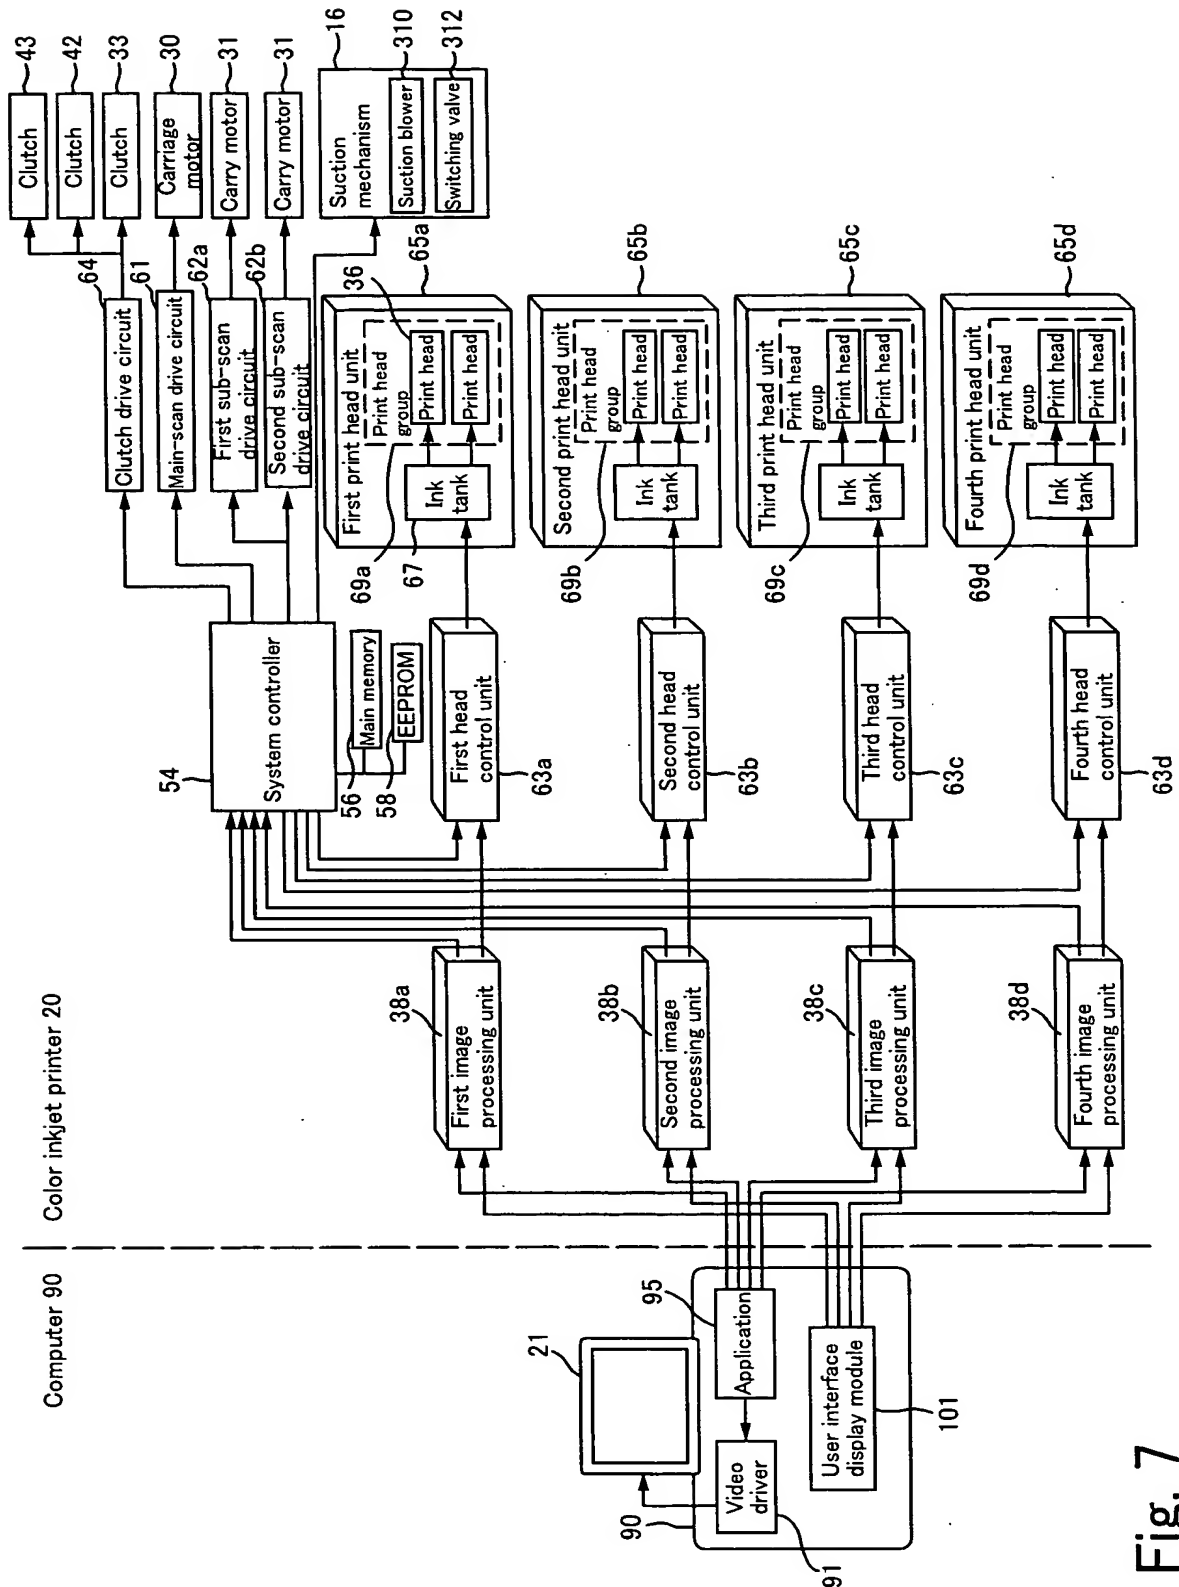 Computer 90
Color inkjet printer 20
21
90
91
Video
driver
Application
95
User interface
display module
101
38a
First image
processing unit
38b
Second image
processing unit
38c
Third image
processing unit
38d
Fourth image
processing unit
54
System controller
56
Main memory
58
EEPROM
First head
control unit
63a
Second head
control unit
63b
Third head
control unit
63c
Fourth head
control unit
63d
64
Clutch drive circuit
61
Main-scan drive circuit
62a
First sub-scan
drive circuit
62b
Second sub-scan
drive circuit
Clutch
43
Clutch
42
Clutch
33
Carriage
motor
30
Carry motor
31
Carry motor
31
Suction
mechanism
16
Suction blower
310
Switching valve
312
65a
First print head unit
Print head
group
36
Print head
Print head
Ink
tank
69a
67
65b
Second print head unit
Print head
group
Print head
Print head
Ink
tank
69b
65c
Third print head unit
Print head
group
Print head
Print head
Ink
tank
69c
65d
Fourth print head unit
Print head
group
Print head
Print head
Ink
tank
69d
Fig. 7